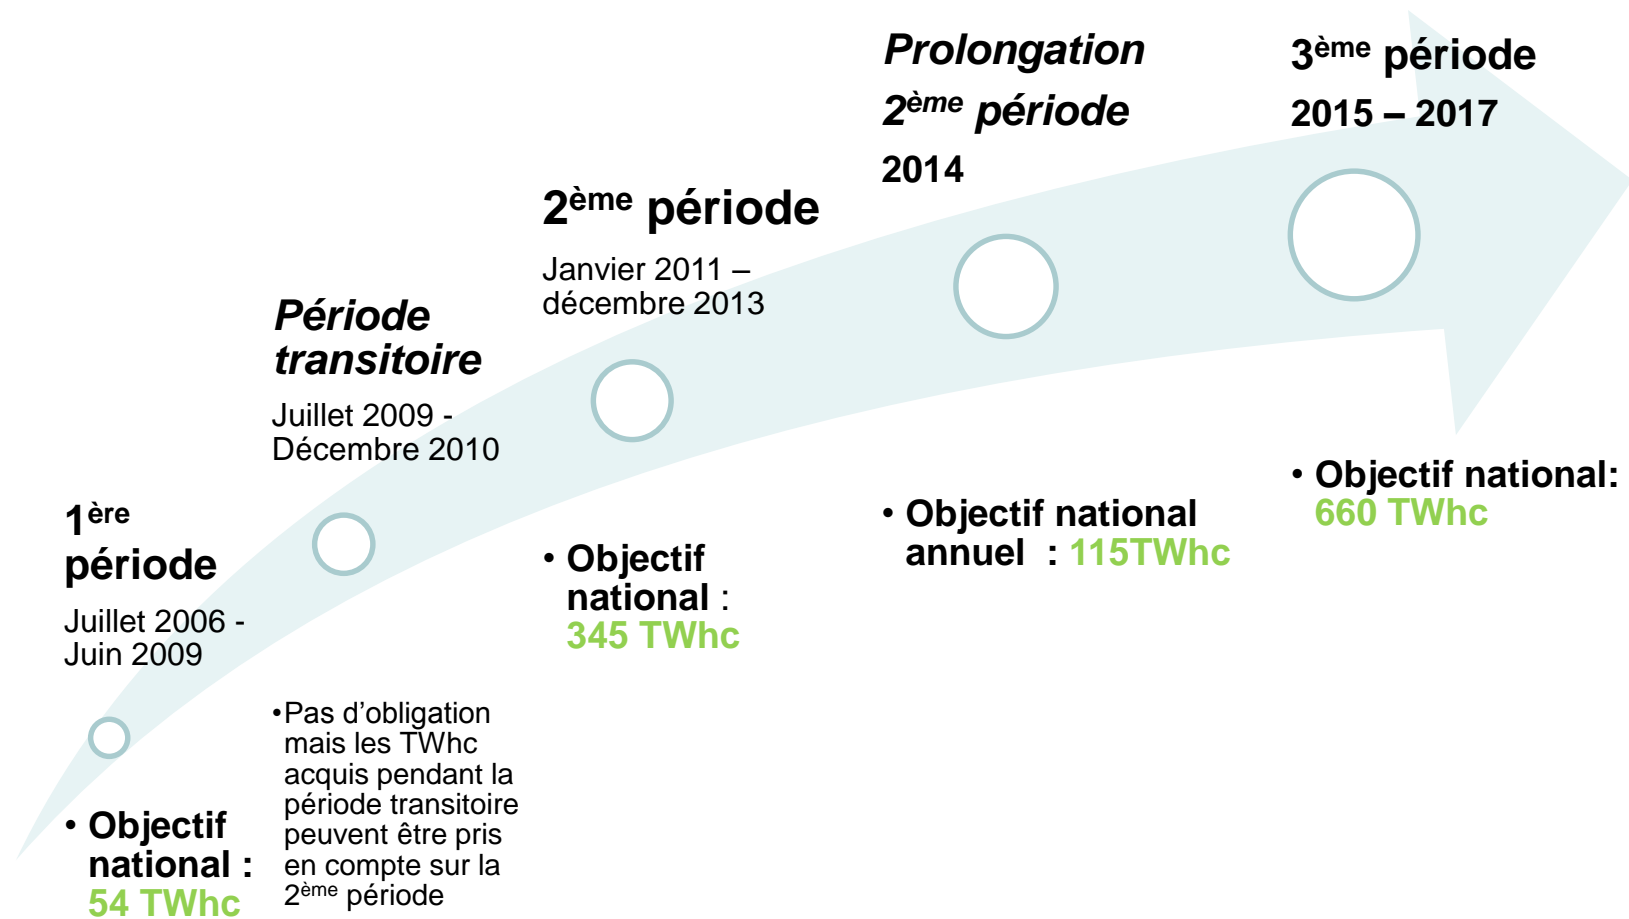 1ère
période
Juillet 2006 -
Juin 2009
• Objectif
national :
54 TWhc
Période
transitoire
Juillet 2009 -
Décembre 2010
•Pas d’obligation
mais les TWhc
acquis pendant la
période transitoire
peuvent être pris
en compte sur la
2ème période
2ème période
Janvier 2011 –
décembre 2013
• Objectif
national :
345 TWhc
Prolongation
2ème période
2014
• Objectif national
annuel : 115TWhc
3ème période
2015 – 2017
• Objectif national:
660 TWhc